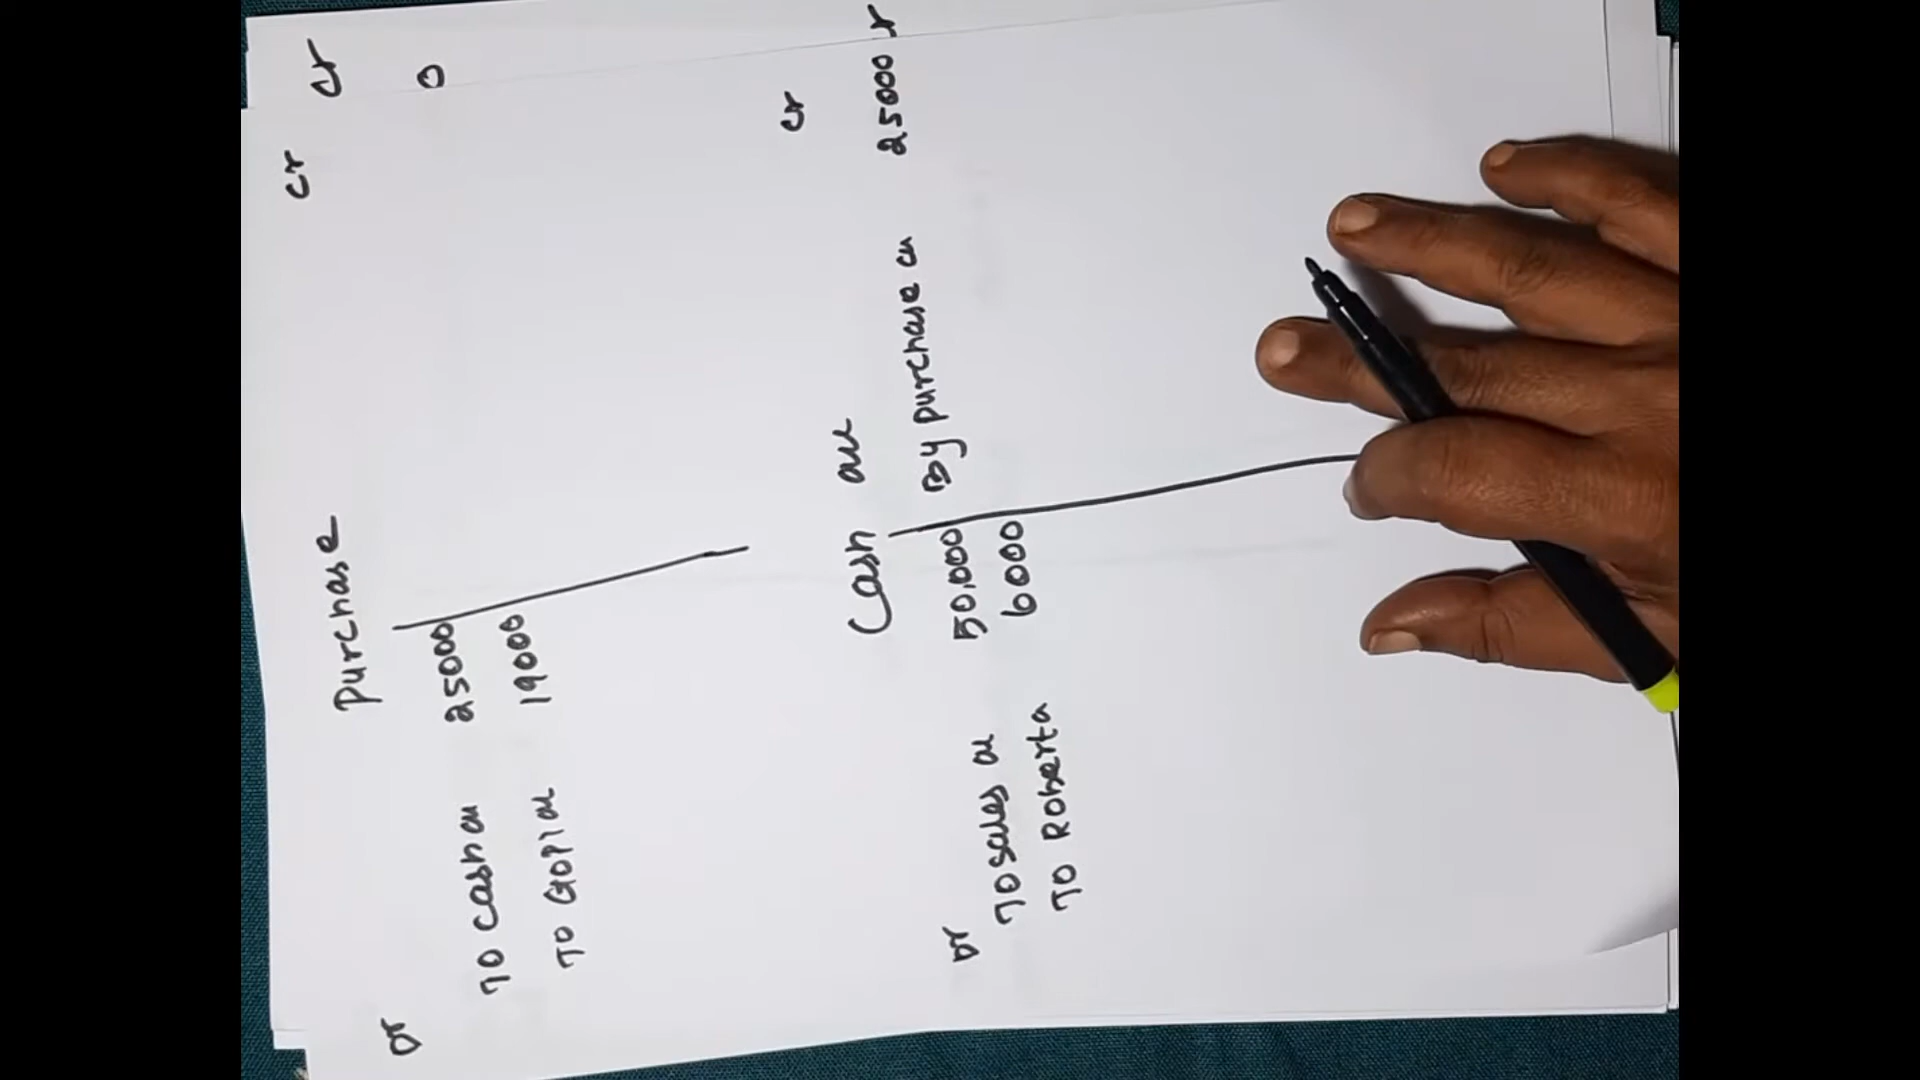 Purchase
Dr Cr
TO Cash a/c 25000
TO Gopi a/c 19000
Cash a/c
Dr Cr
TO Sales a/c 50,000 By purchase a/c 25000
TO Roberta 6000
Cr
0